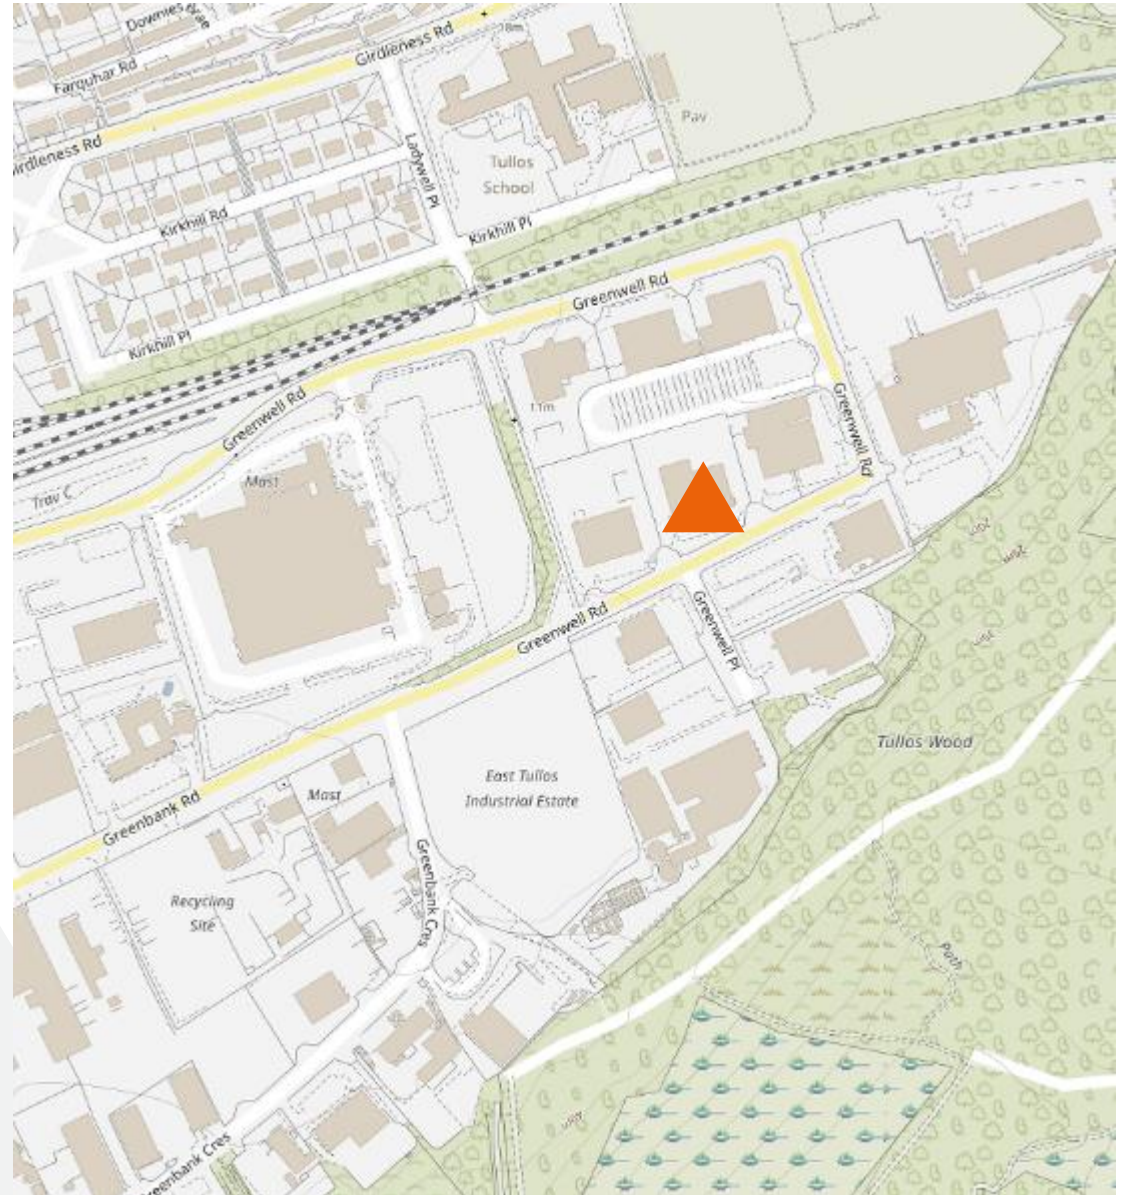 Downies
Girdleness Rd
18m
Farquhar Rd
Pav
Girdleness Rd
Ladywell Pl
Tullos
School
Kirkhill Rd
Kirkhill Pl
Greenwell Rd
Kirkhill Pl
Greenwell Rd
11m
Greenwell Rd
Mast
Trav C
Greenwell Pl
Greenwell Rd
Tullos Wood
East Tullos
Industrial Estate
Mast
Greenbank Rd
Greenbank Cres
Recycling
Site
Path
Greenbank Cres